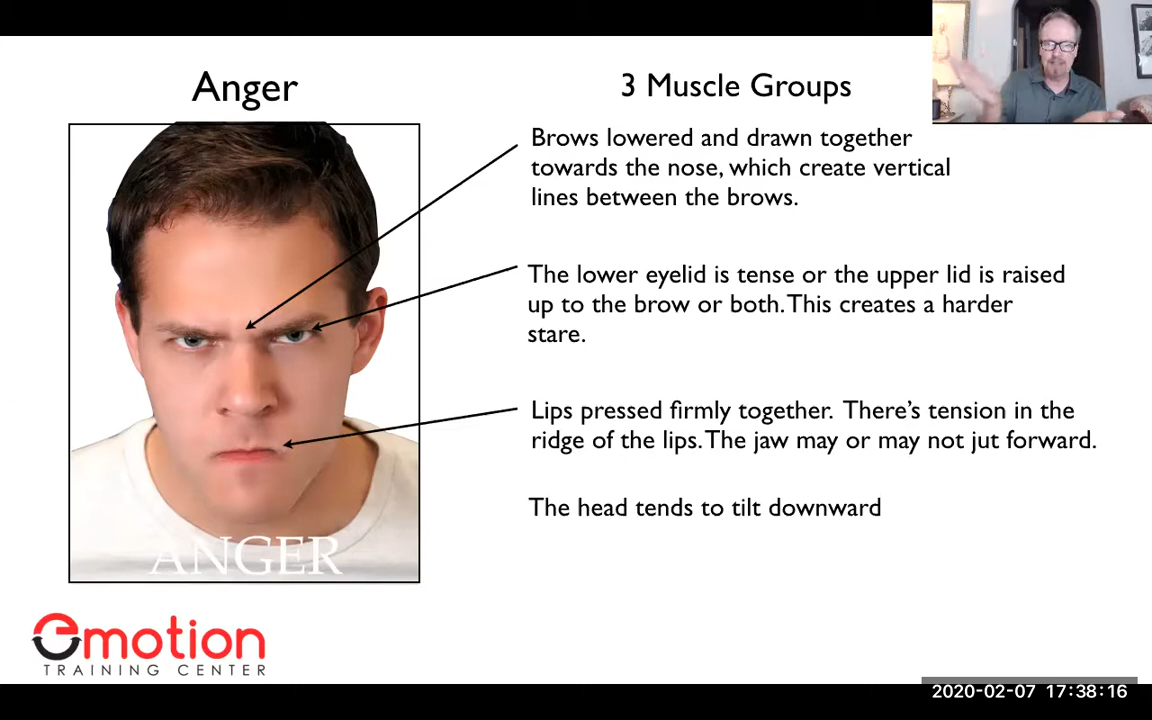 Anger
3 Muscle Groups
Brows lowered and drawn together
towards the nose, which create vertical
lines between the brows.
The lower eyelid is tense or the upper lid is raised
up to the brow or both. This creates a harder
stare.
Lips pressed firmly together.  There's tension in the
ridge of the lips. The jaw may or may not jut forward.
The head tends to tilt downward
ANGER
emotion
TRAINING CENTER
2020-02-07 17:38:16